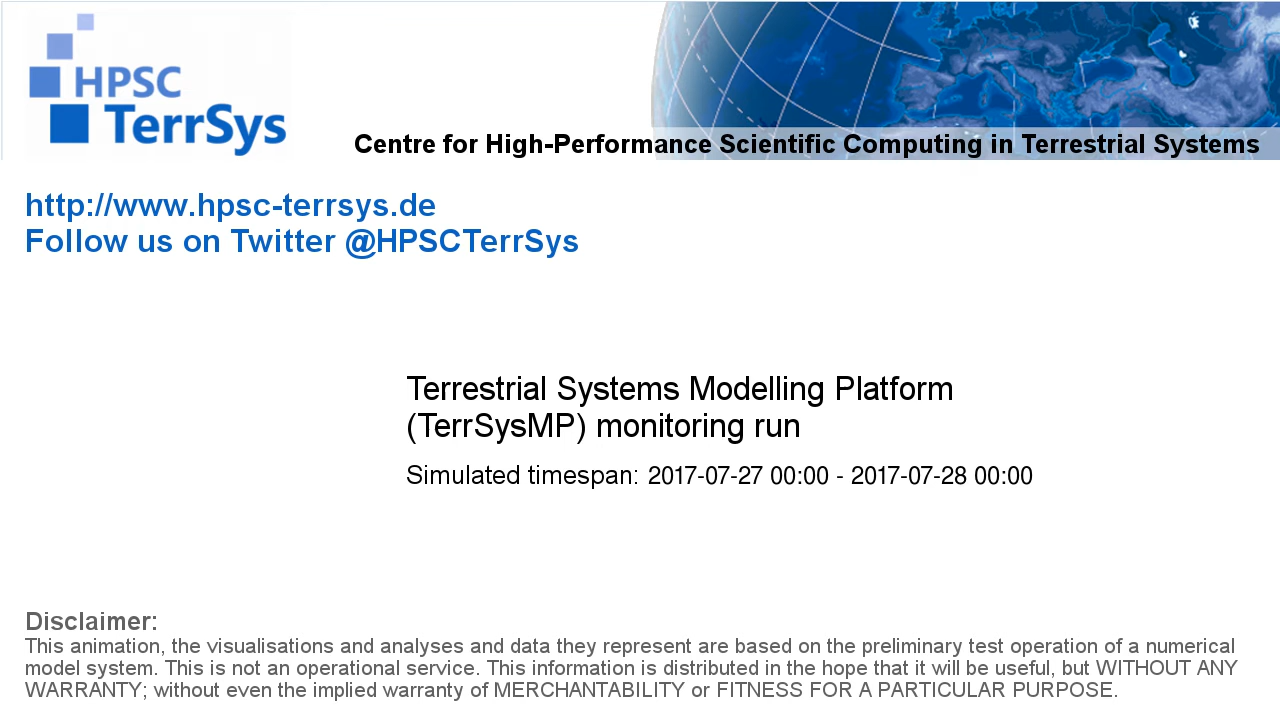 HPSC
TerrSys
Centre for High-Performance Scientific Computing in Terrestrial Systems
http://www.hpsc-terrsys.de
Follow us on Twitter @HPSCTerrSys
Terrestrial Systems Modelling Platform
(TerrSysMP) monitoring run
Simulated timespan: 2017-07-27 00:00 - 2017-07-28 00:00
Disclaimer:
This animation, the visualisations and analyses and data they represent are based on the preliminary test operation of a numerical
model system. This is not an operational service. This information is distributed in the hope that it will be useful, but WITHOUT ANY
WARRANTY; without even the implied warranty of MERCHANTABILITY or FITNESS FOR A PARTICULAR PURPOSE.